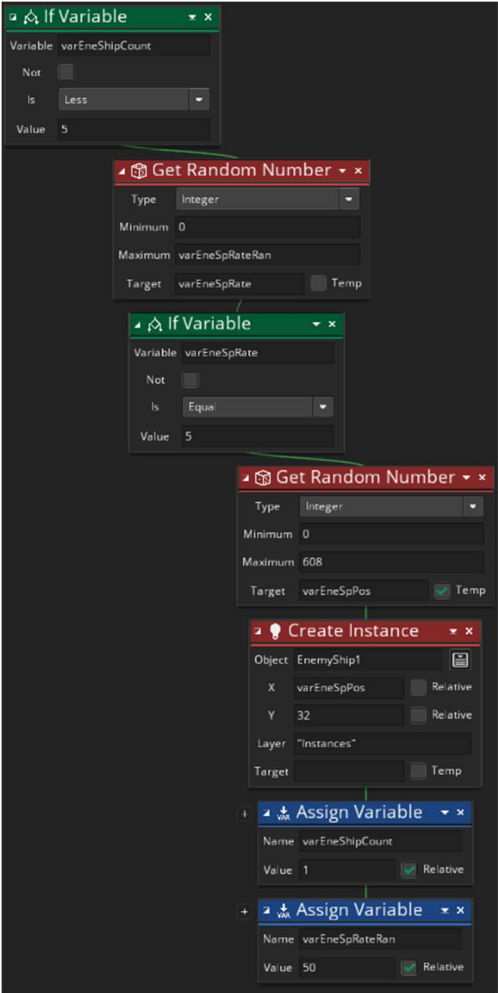 If Variable
Variable varEneShipCount
Not
Is Less
Value 5
Get Random Number
Type Integer
Minimum 0
Maximum varEneSpRateRan
Target varEneSpRate Temp
If Variable
Variable varEneSpRate
Not
Is Equal
Value 5
Get Random Number
Type Integer
Minimum 0
Maximum 608
Target varEneSpPos Temp
Create Instance
Object EnemyShip1
X varEneSpPos Relative
Y 32 Relative
Layer "Instances"
Target Temp
+ VAR Assign Variable
Name varEneShipCount
Value 1 Relative
+ VAR Assign Variable
Name varEneSpRateRan
Value 50 Relative